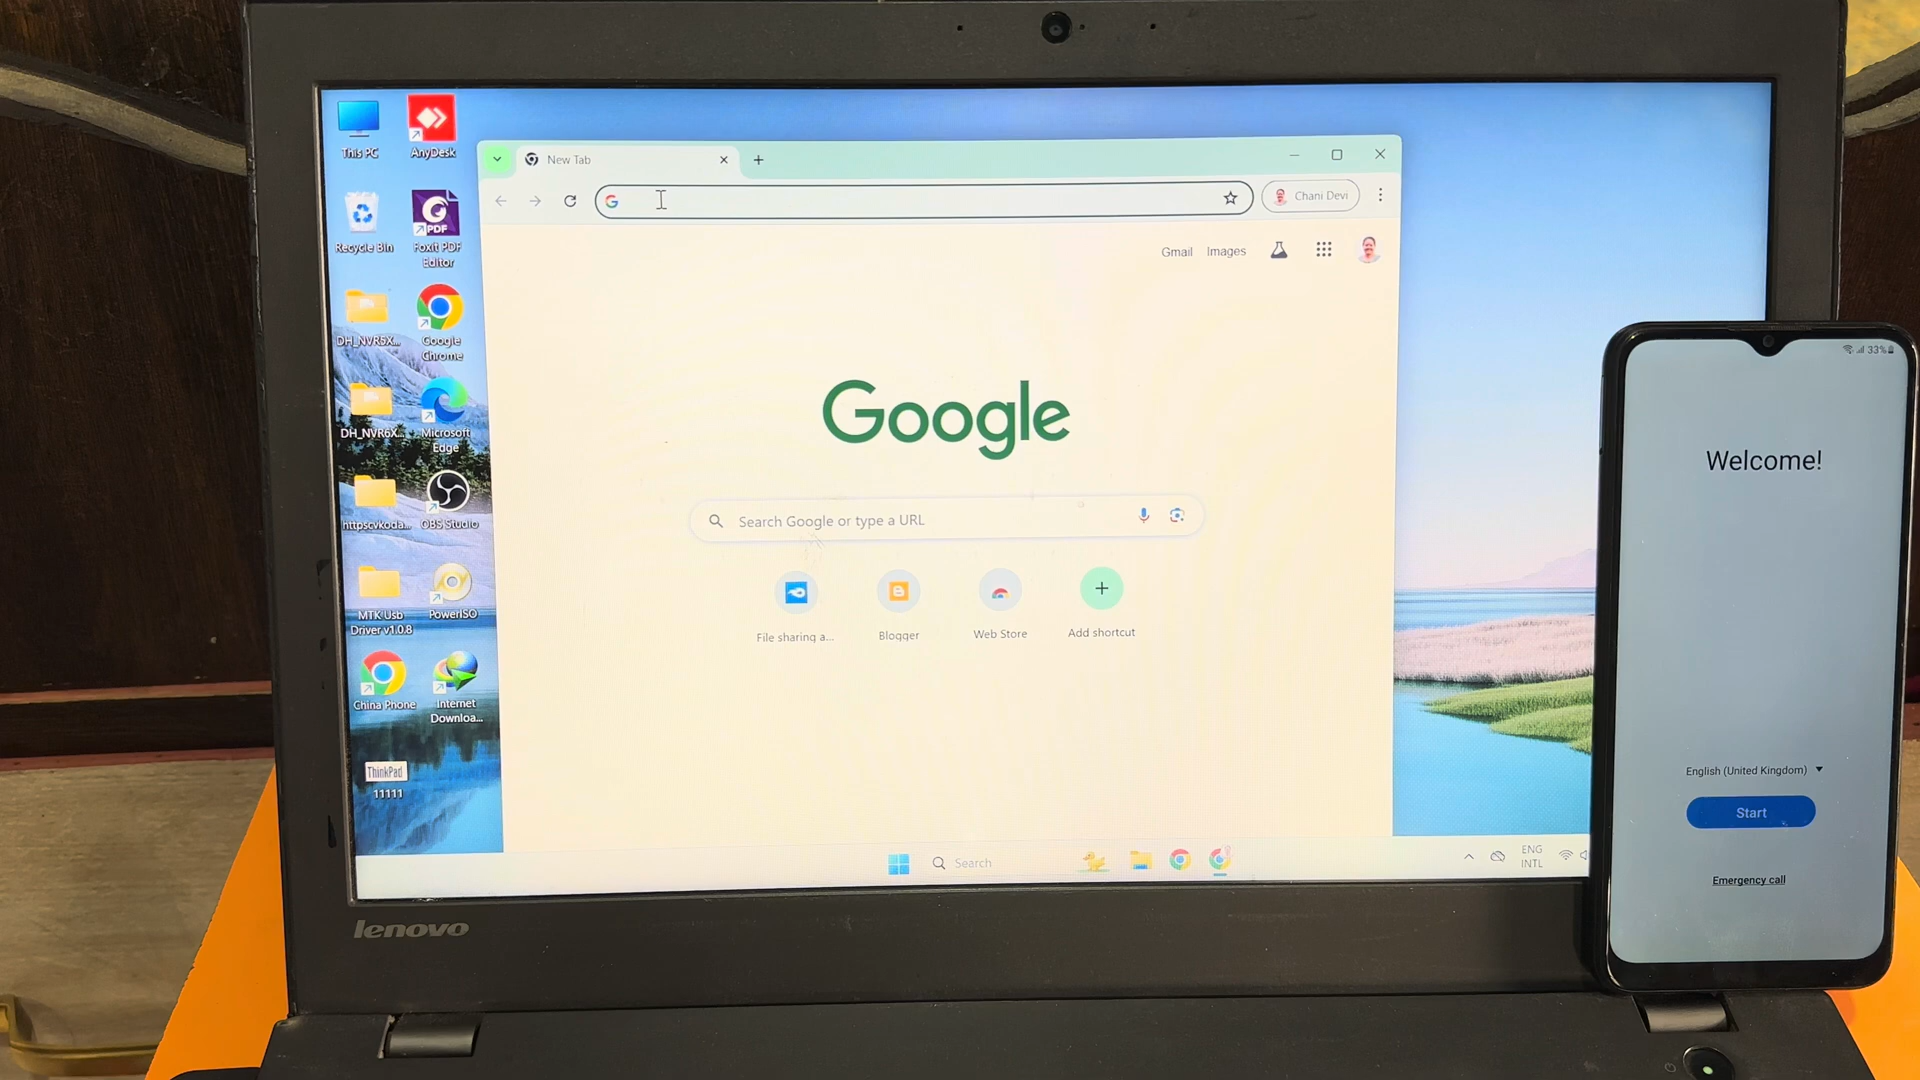 This PC
AnyDesk
Recycle Bin
PDF
Foxit PDF
Editor
DH_NVR5X...
Google
Chrome
DH_NVR6X...
Microsoft
Edge
httpscvkoda...
OBS Studio
MTK Usb
Driver v1.0.8
PowerISO
China Phone
Internet
Downloa...
ThinkPad
11111
New Tab
Chani Devi
Gmail
Images
Google
Search Google or type a URL
File sharing a...
Blogger
Web Store
Add shortcut
Search
ENG
INTL
lenovo
33%
Welcome!
English (United Kingdom)
Start
Emergency call